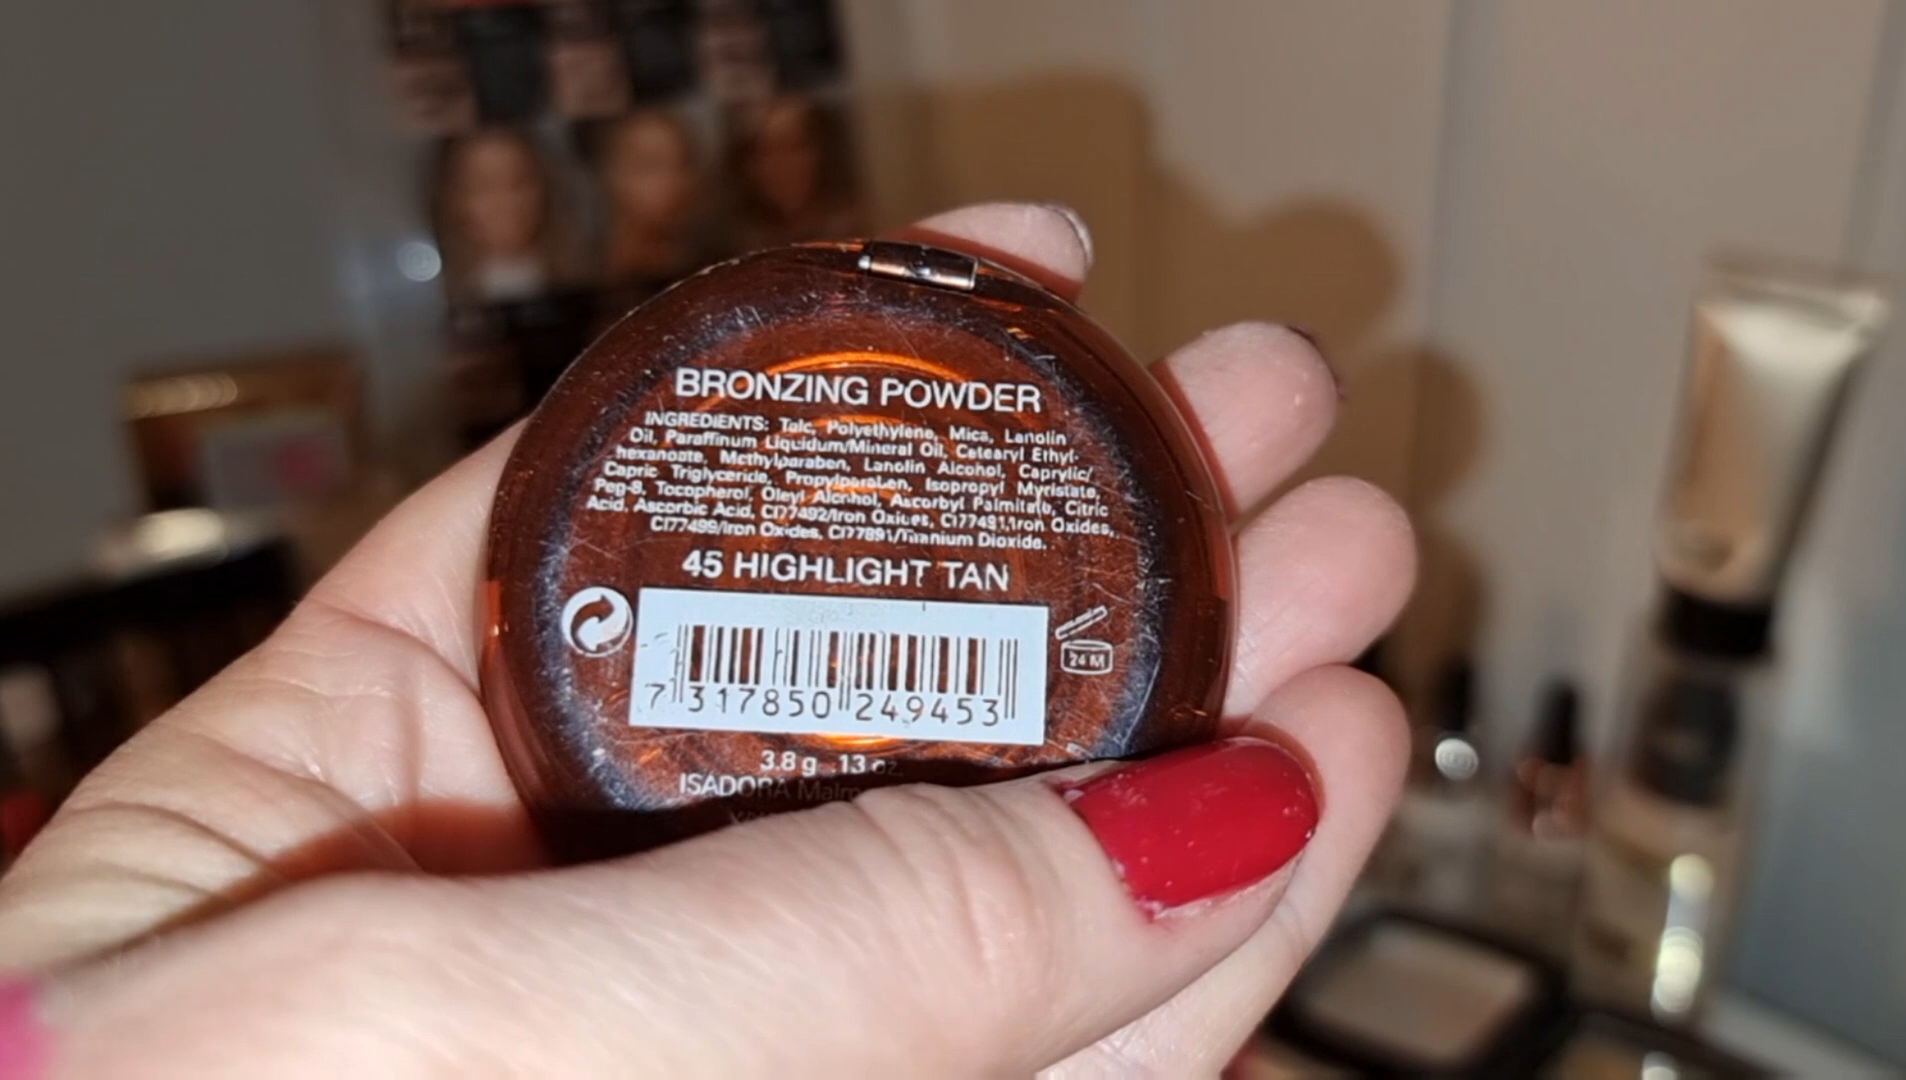 BRONZING POWDER
INGREDIENTS: Talc, Polyethylene, Mica, Lanolin
Oil, Paraffinum Liquidum/Mineral Oil, Cetearyl Ethyl-
hexanoate, Methylparaben, Lanolin Alcohol, Caprylic/
Capric Triglyceride, Propylparaben, Isopropyl Myristate,
Peg-8, Tocopherol, Oleyl Alcohol, Ascorbyl Palmitate, Citric
Acid, Ascorbic Acid, CI77492/Iron Oxides, CI77491/Iron Oxides,
CI77499/Iron Oxides, CI77891/Titanium Dioxide.
45 HIGHLIGHT TAN
24 M
7 317850 249453
3.8 g .13 oz
ISADORA Malm